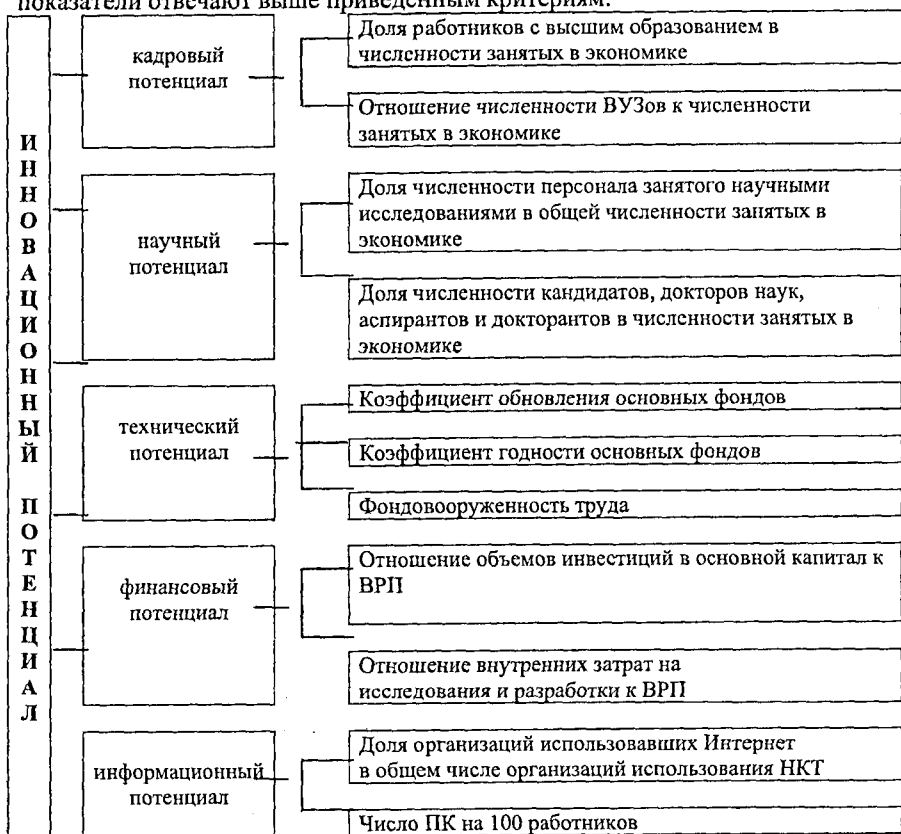 показатели отвечают выше приведенным критериям.
ИННОВАЦИОННЫЙ ПОТЕНЦИАЛ
кадровый
потенциал
Доля работников с высшим образованием в
численности занятых в экономике
Отношение численности ВУЗов к численности
занятых в экономике
научный
потенциал
Доля численности персонала занятого научными
исследованиями в общей численности занятых в
экономике
Доля численности кандидатов, докторов наук,
аспирантов и докторантов в численности занятых в
экономике
технический
потенциал
Коэффициент обновления основных фондов
Коэффициент годности основных фондов
Фондовооруженность труда
финансовый
потенциал
Отношение объемов инвестиций в основной капитал к
ВРП
Отношение внутренних затрат на
исследования и разработки к ВРП
информационный
потенциал
Доля организаций использовавших Интернет
в общем числе организаций использования НКТ
Число ПК на 100 работников